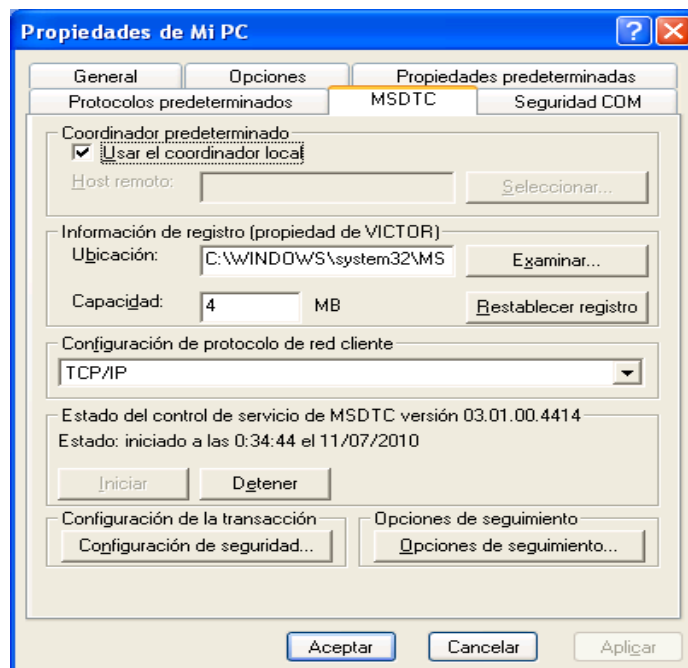 Propiedades de Mi PC
General Opciones Propiedades predeterminadas
Protocolos predeterminados MSDTC Seguridad COM
Coordinador predeterminado
Usar el coordinador local
Host remoto: Seleccionar...
Información de registro (propiedad de VICTOR)
Ubicación: C:\WINDOWS\system32\MS Examinar...
Capacidad: 4 MB Restablecer registro
Configuración de protocolo de red cliente
TCP/IP
Estado del control de servicio de MSDTC versión 03.01.00.4414
Estado: iniciado a las 0:34:44 el 11/07/2010
Iniciar Detener
Configuración de la transacción Opciones de seguimiento
Configuración de seguridad... Opciones de seguimiento...
Aceptar Cancelar Aplicar